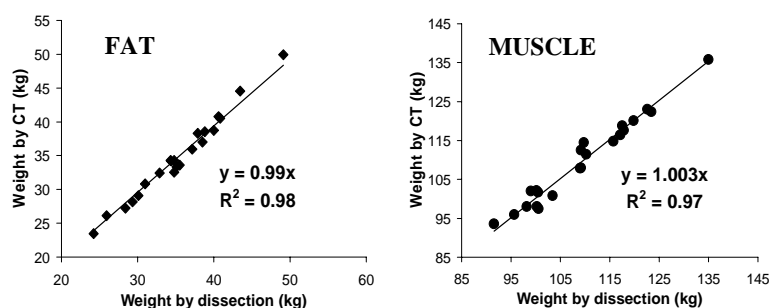 FAT
Weight by CT (kg)
55
50
45
40
35
30
25
20
y = 0.99x
R² = 0.98
20 30 40 50 60
Weight by dissection (kg)
MUSCLE
Weight by CT (kg)
145
135
125
115
105
95
85
y = 1.003x
R² = 0.97
85 95 105 115 125 135 145
Weight by dissection (kg)